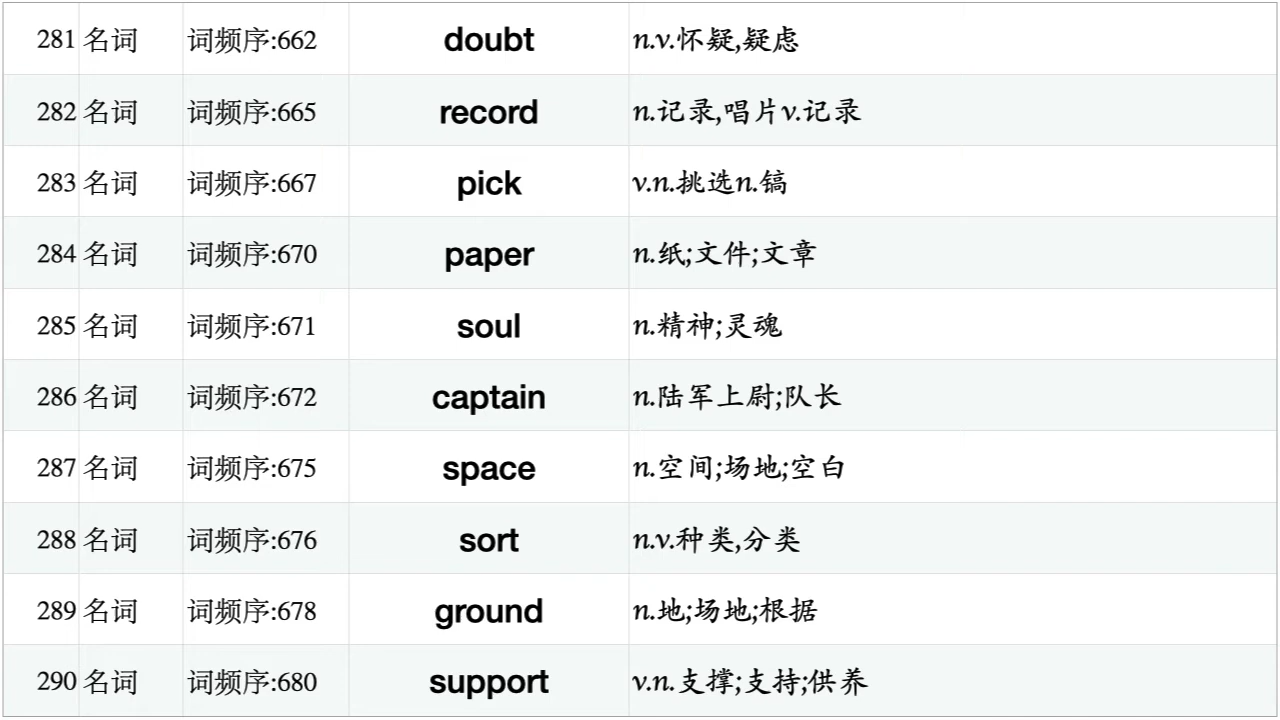 281 名词 词频序:662 doubt n.v.怀疑,疑虑
282 名词 词频序:665 record n.记录,唱片v.记录
283 名词 词频序:667 pick v.n.挑选n.镐
284 名词 词频序:670 paper n.纸;文件;文章
285 名词 词频序:671 soul n.精神;灵魂
286 名词 词频序:672 captain n.陆军上尉;队长
287 名词 词频序:675 space n.空间;场地;空白
288 名词 词频序:676 sort n.v.种类,分类
289 名词 词频序:678 ground n.地;场地;根据
290 名词 词频序:680 support v.n.支撑;支持;供养